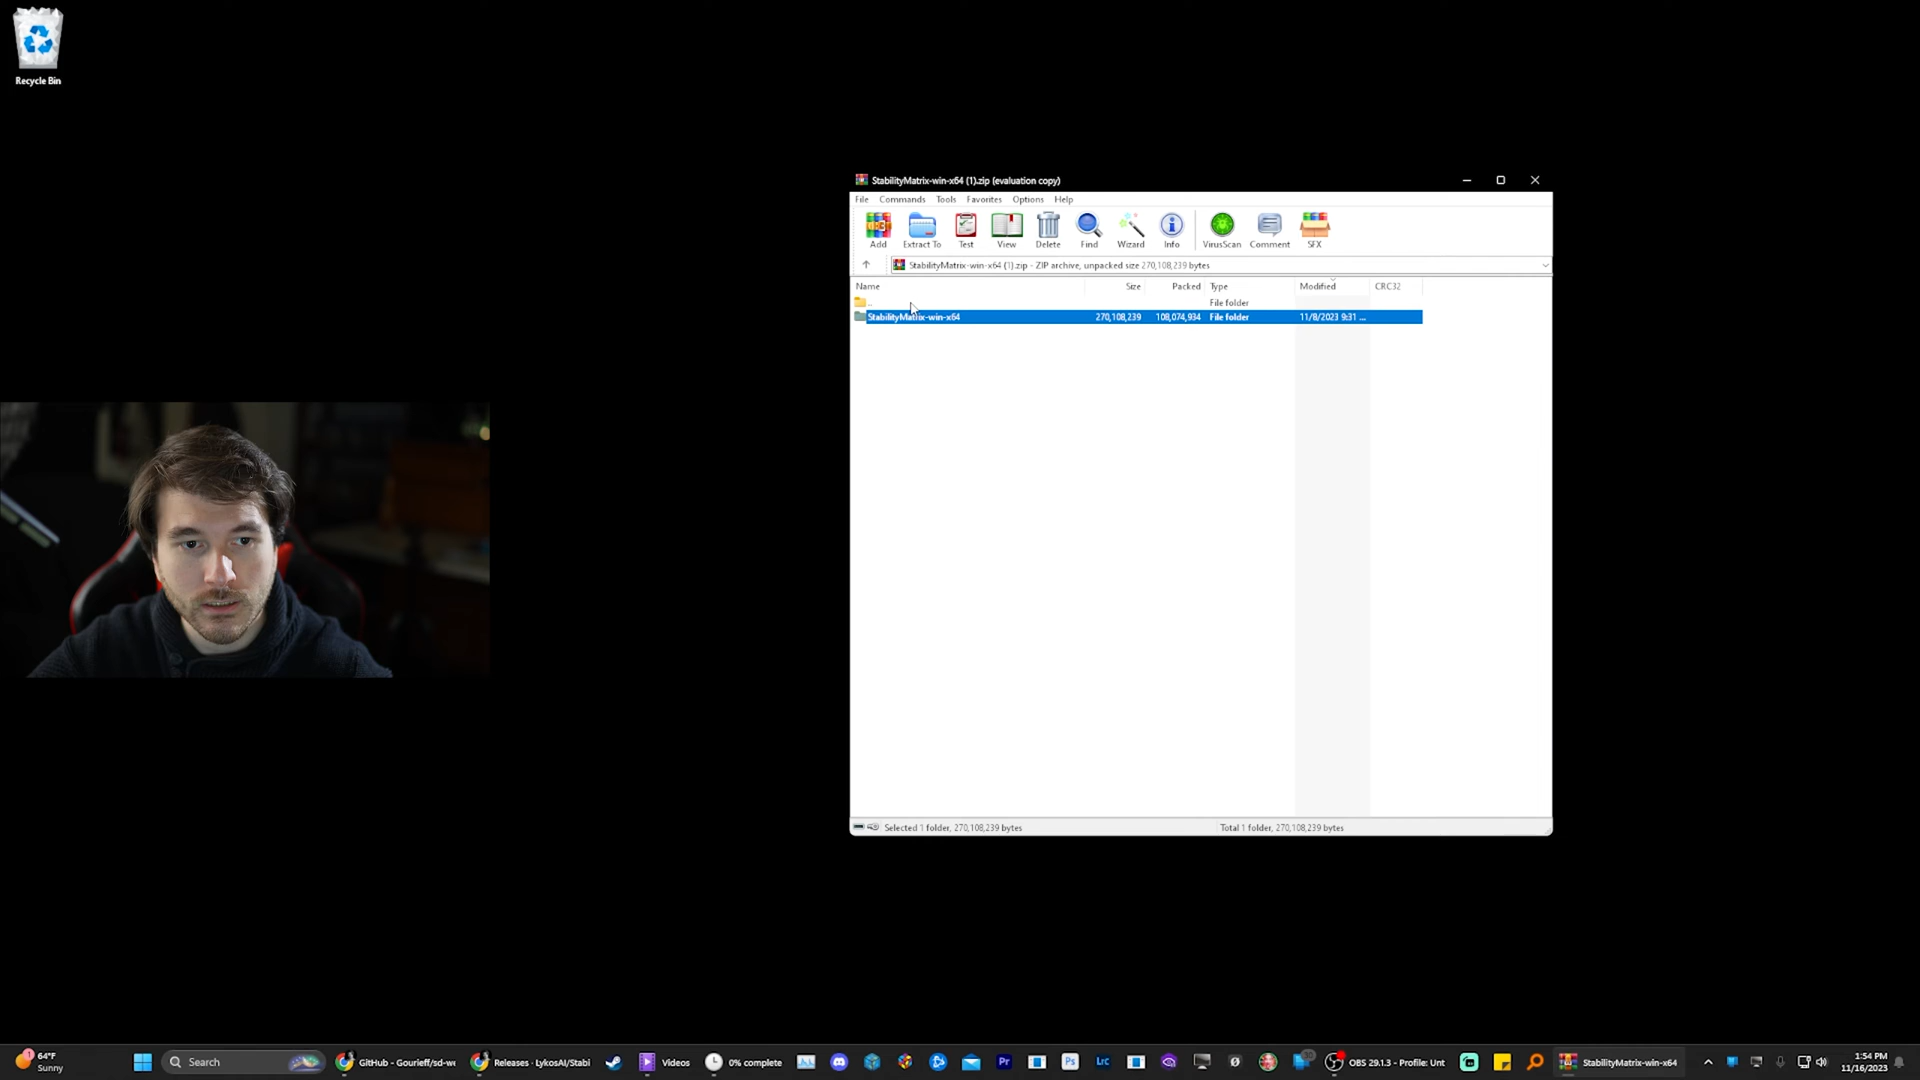 Recycle Bin
StabilityMatrix-win-x64 (1).zip (evaluation copy)
File Commands Tools Favorites Options Help
Add Extract To Test View Delete Find Wizard Info VirusScan Comment SFX
StabilityMatrix-win-x64 (1).zip - ZIP archive, unpacked size 270,108,239 bytes
Name Size Packed Type Modified CRC32
.. File folder
StabilityMatrix-win-x64 270,108,239 108,074,934 File folder 11/8/2023 9:31 ...
Selected 1 folder, 270,108,239 bytes Total 1 folder, 270,108,239 bytes
1 64°F Search GitHub - Gourieff/sd-we Releases · LykosAI/Stabi Videos 0% complete Pr Ps Lrc OBS 29.1.3 - Profile: Unt StabilityMatrix-win-x64 1:54 PM
Sunny 11/16/2023